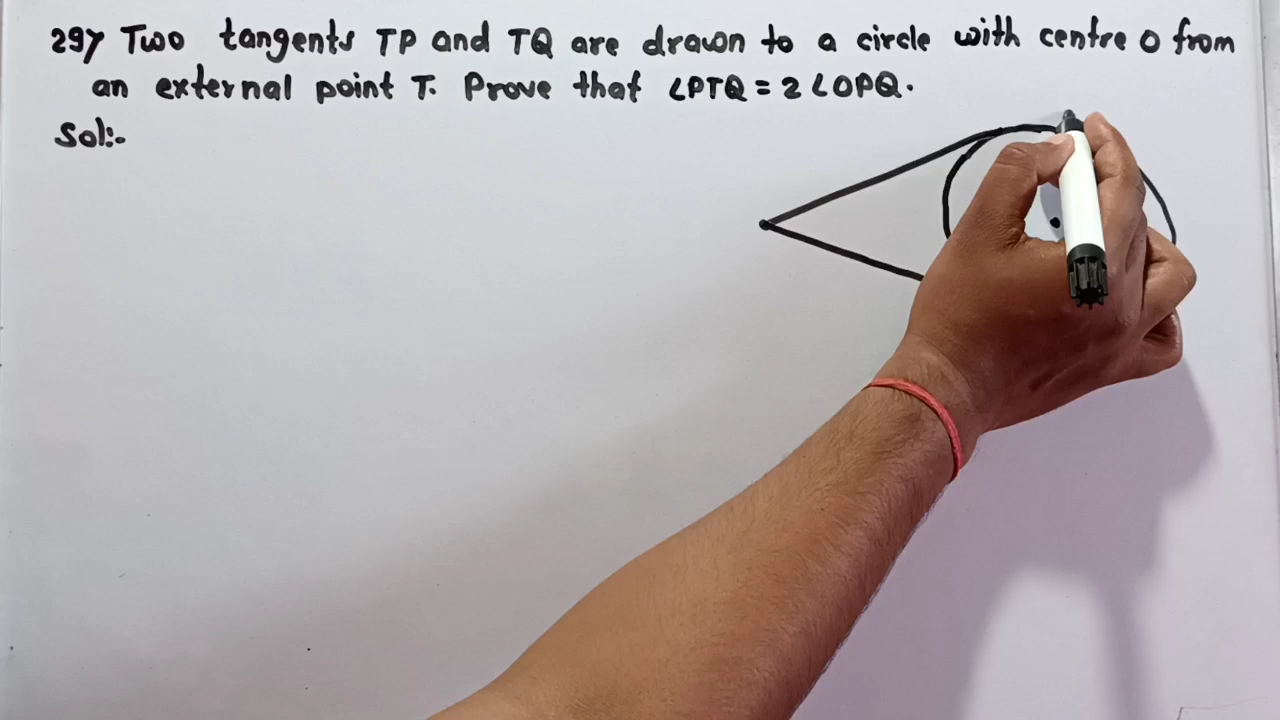 29y Two tangents TP and TQ are drawn to a circle with centre O from
an external point T. Prove that ∠PTQ = 2∠OPQ.
Sol:-